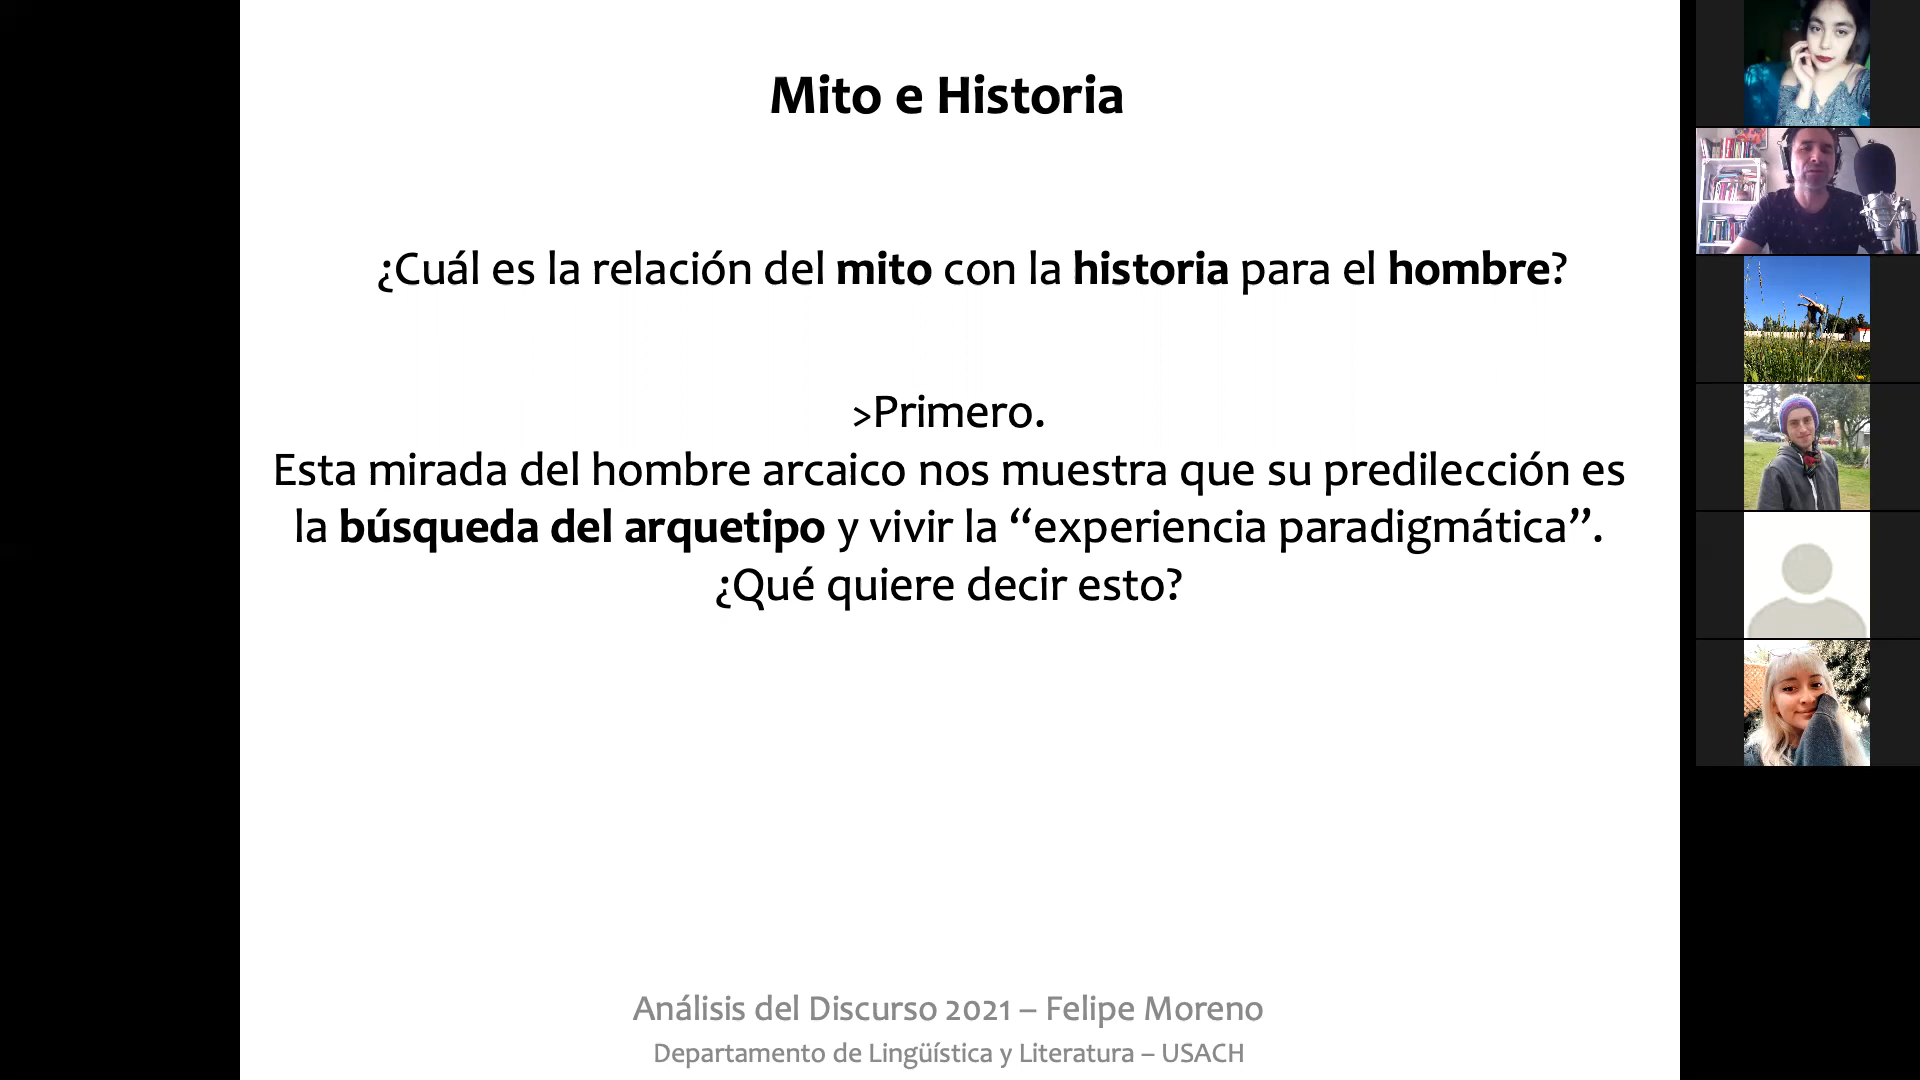 Mito e Historia
¿Cuál es la relación del mito con la historia para el hombre?
>Primero.
Esta mirada del hombre arcaico nos muestra que su predilección es
la búsqueda del arquetipo y vivir la “experiencia paradigmática”.
¿Qué quiere decir esto?
Análisis del Discurso 2021 – Felipe Moreno
Departamento de Lingüística y Literatura – USACH